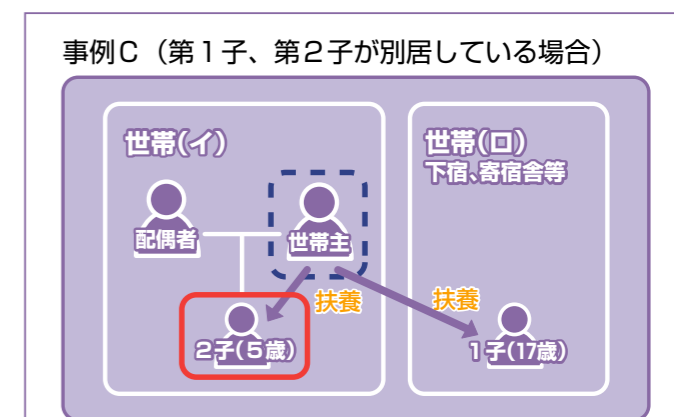 事例C（第1子、第2子が別居している場合）
世帯(イ)
世帯(ロ)
下宿、寄宿舎等
配偶者
世帯主
扶養
扶養
2子(5歳)
1子(17歳)